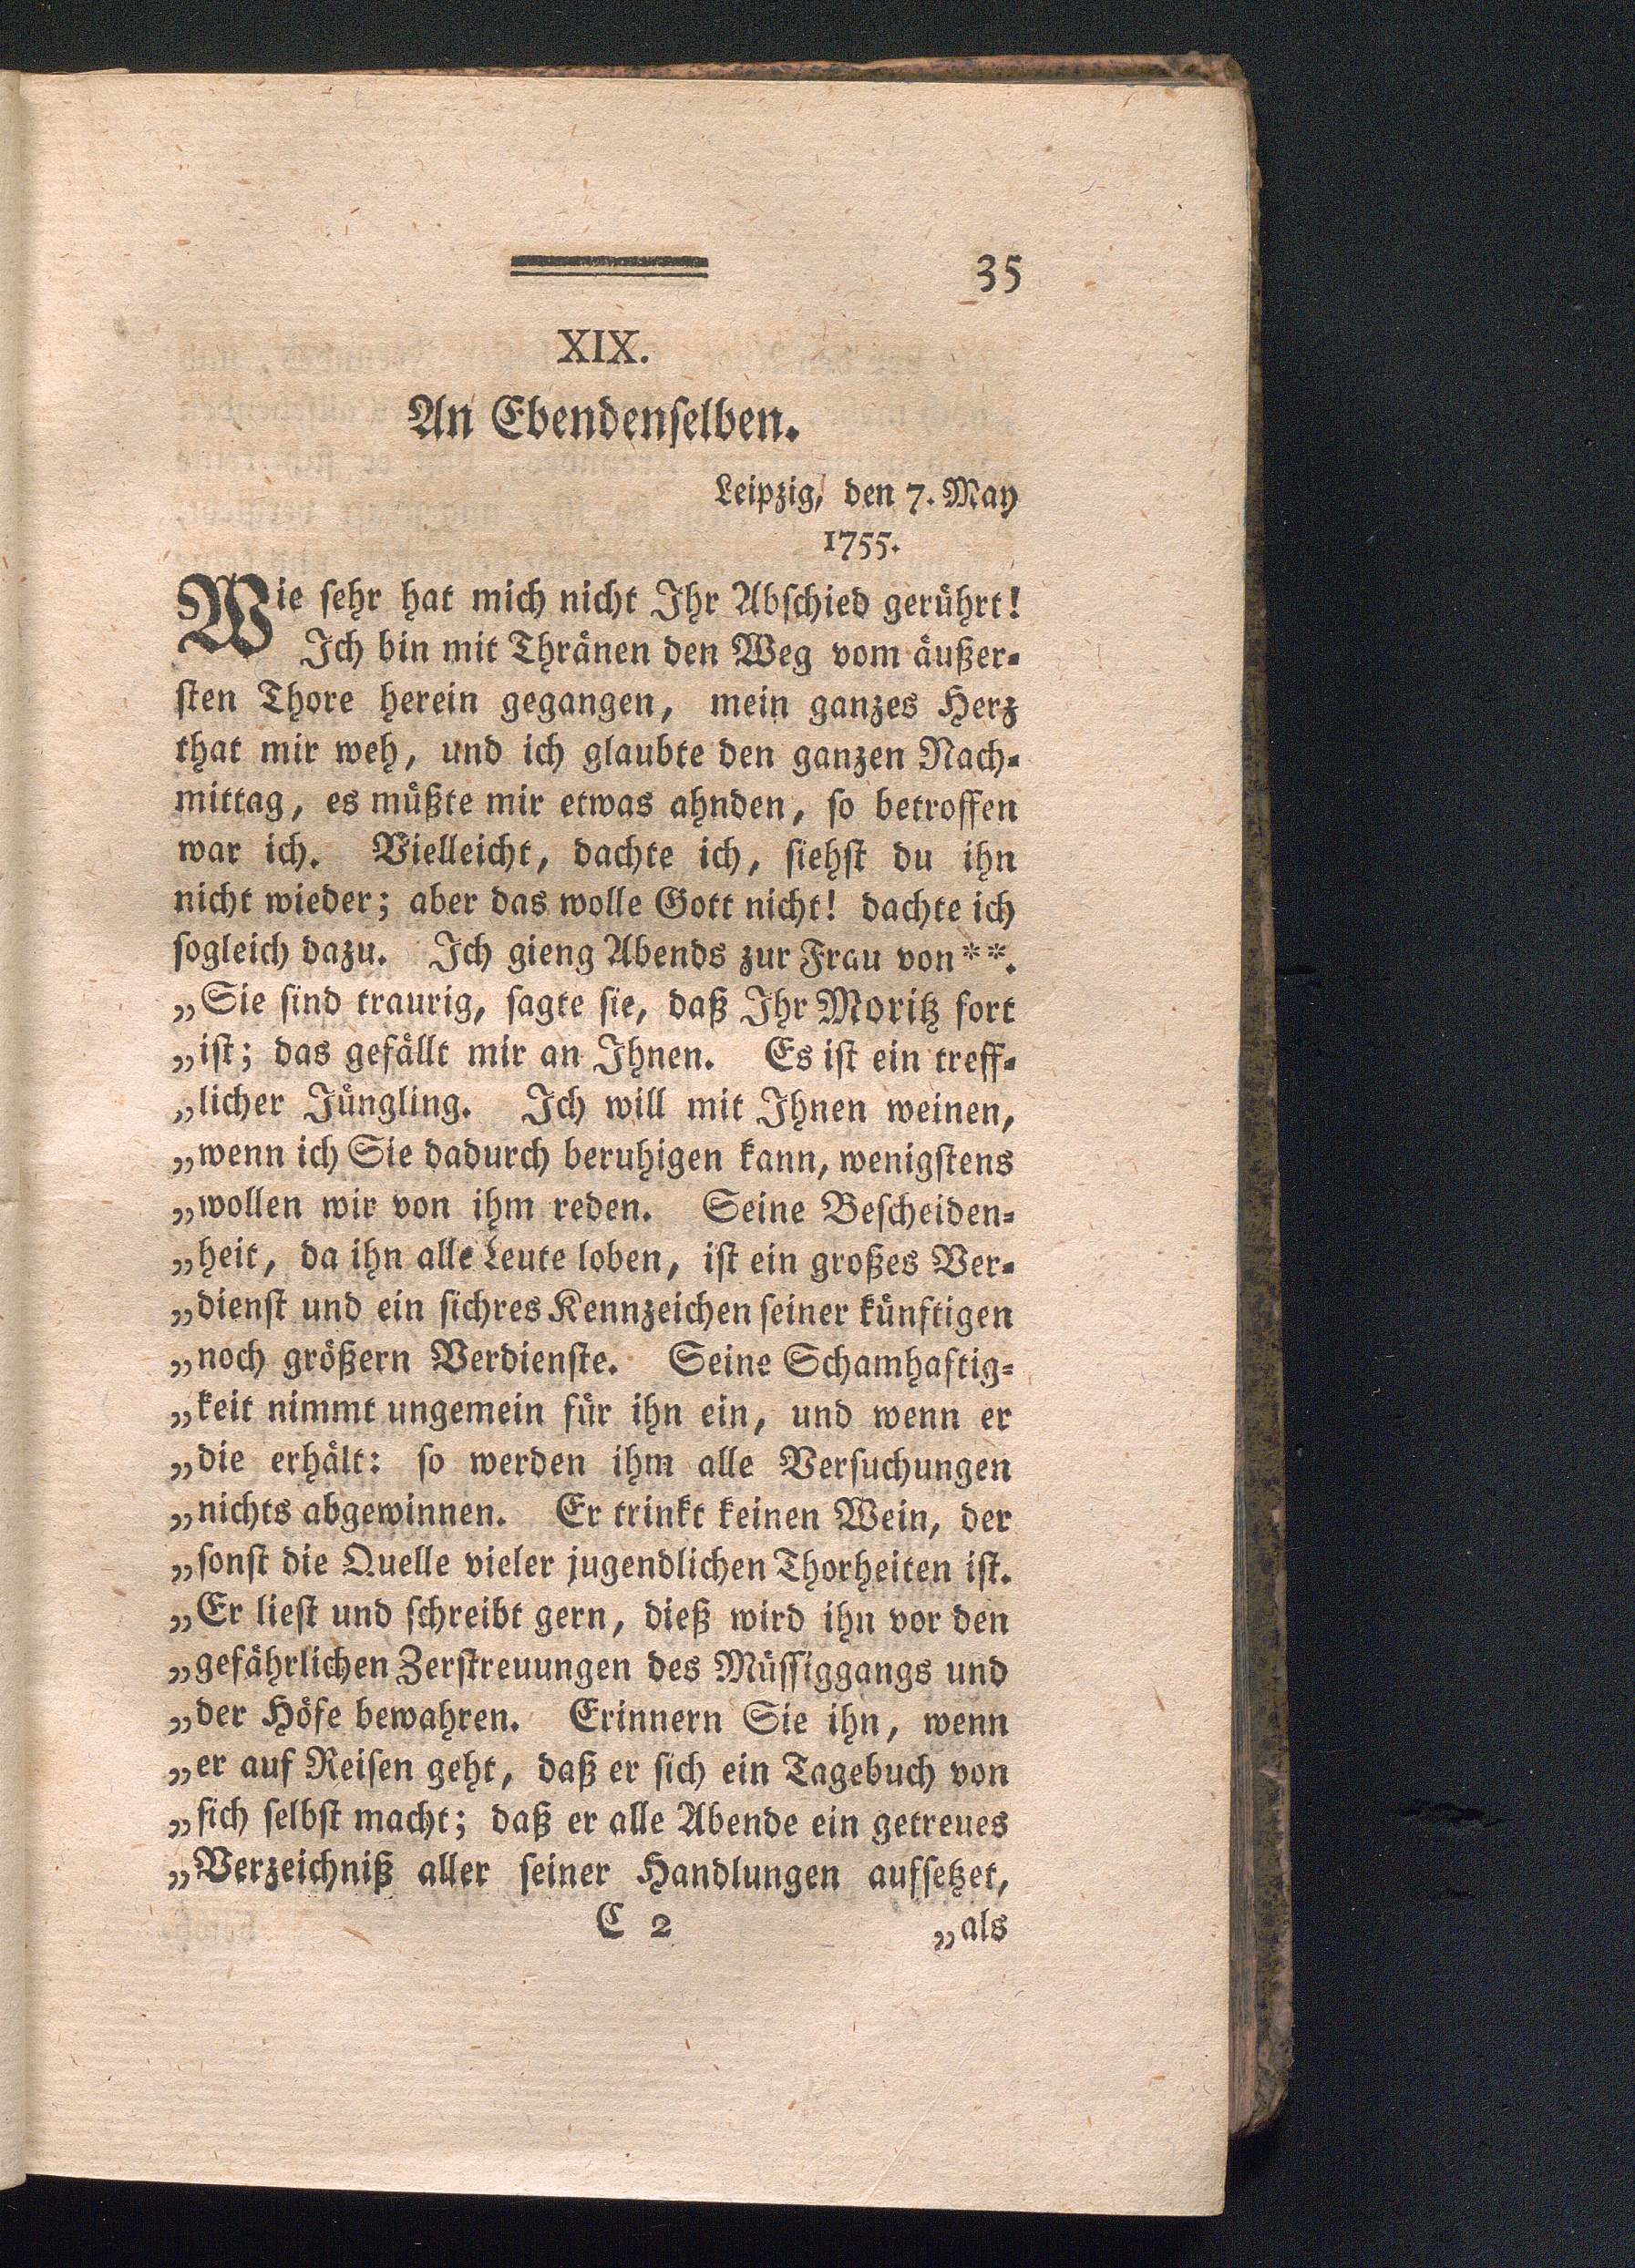 35
XIX.
An Ebendenſelben.
Leipzig, den 7. May
1755.
Wie ſehr hat mich nicht Ihr Abſchied gerührt!
Ich bin mit Thränen den Weg vom äußer-
ſten Thore herein gegangen, mein ganzes Herz
that mir weh, und ich glaubte den ganzen Nach-
mittag, es müßte mir etwas ahnden, ſo betroffen
war ich. Vielleicht, dachte ich, ſiehſt du ihn
nicht wieder; aber das wolle Gott nicht! dachte ich
ſogleich dazu. Ich gieng Abends zur Frau von**.
„Sie ſind traurig, ſagte ſie, daß Ihr Moritz fort
„iſt; das gefällt mir an Ihnen. Es iſt ein treff-
„licher Jüngling. Ich will mit Ihnen weinen,
„wenn ich Sie dadurch beruhigen kann, wenigſtens
„wollen wir von ihm reden. Seine Beſcheiden-
„heit, da ihn alle Leute loben, iſt ein großes Ver-
„dienſt und ein ſichres Kennzeichen ſeiner künftigen
„noch größern Verdienſte. Seine Schamhaftig-
„keit nimmt ungemein für ihn ein, und wenn er
„die erhält: ſo werden ihm alle Verſuchungen
„nichts abgewinnen. Er trinkt keinen Wein, der
„ſonſt die Quelle vieler jugendlichen Thorheiten iſt.
„Er lieſt und ſchreibt gern, dieß wird ihn vor den
„gefährlichen Zerſtreuungen des Müſſiggangs und
„der Höfe bewahren. Erinnern Sie ihn, wenn
„er auf Reiſen geht, daß er ſich ein Tagebuch von
„ſich ſelbſt macht; daß er alle Abende ein getreues
„Verzeichniß aller ſeiner Handlungen aufſetzet,
C 2 „als